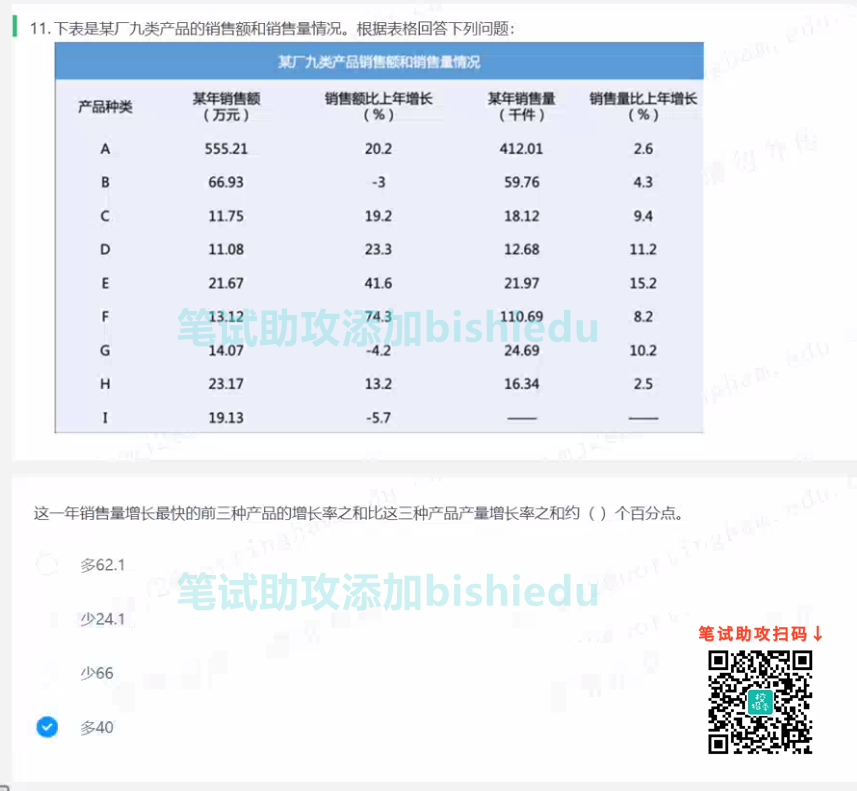 11. 下表是某厂九类产品的销售额和销售量情况。根据表格回答下列问题：
某厂九类产品销售额和销售量情况
产品种类 某年销售额（万元） 销售额比上年增长（%） 某年销售量（千件） 销售量比上年增长（%）
A 555.21 20.2 412.01 2.6
B 66.93 -3 59.76 4.3
C 11.75 19.2 18.12 9.4
D 11.08 23.3 12.68 11.2
E 21.67 41.6 21.97 15.2
F 13.12 74.3 110.69 8.2
笔试助攻添加bishiedu
G 14.07 -4.2 24.69 10.2
H 23.17 13.2 16.34 2.5
I 19.13 -5.7 —— ——
这一年销售量增长最快的前三种产品的增长率之和比这三种产品产量增长率之和约（ ）个百分点。
多62.1
笔试助攻添加bishiedu
少24.1
笔试助攻扫码↓
少66
多40